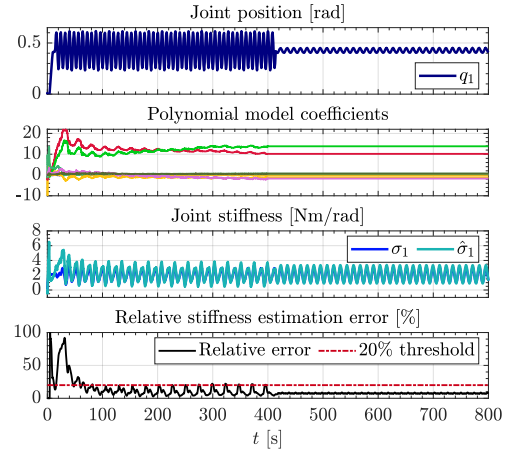 Joint position [rad]
0.5
0
q₁
Polynomial model coefficients
20
10
0
-10
Joint stiffness [Nm/rad]
8
6
4
2
0
σ₁ σ̂₁
Relative stiffness estimation error [%]
100
50
0
Relative error 20% threshold
0 100 200 300 400 500 600 700 800
t [s]